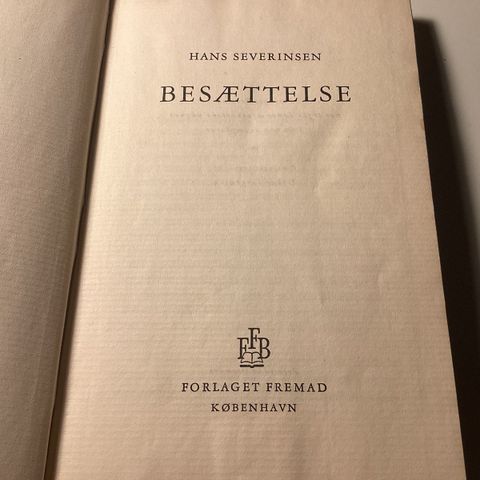 HANS SEVERINSEN
BESÆTTELSE
FFB
FORLAGET FREMAD
KØBENHAVN